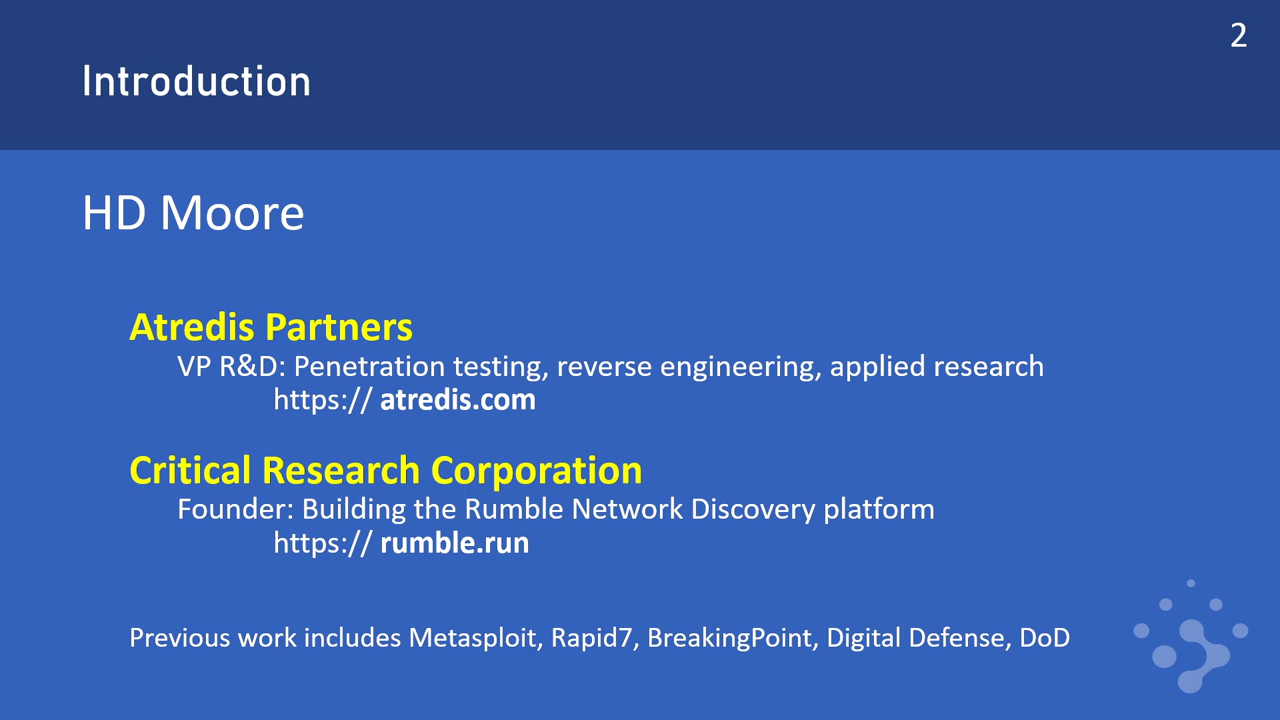 2
Introduction
HD Moore
Atredis Partners
VP R&D: Penetration testing, reverse engineering, applied research
https:// atredis.com
Critical Research Corporation
Founder: Building the Rumble Network Discovery platform
https:// rumble.run
Previous work includes Metasploit, Rapid7, BreakingPoint, Digital Defense, DoD